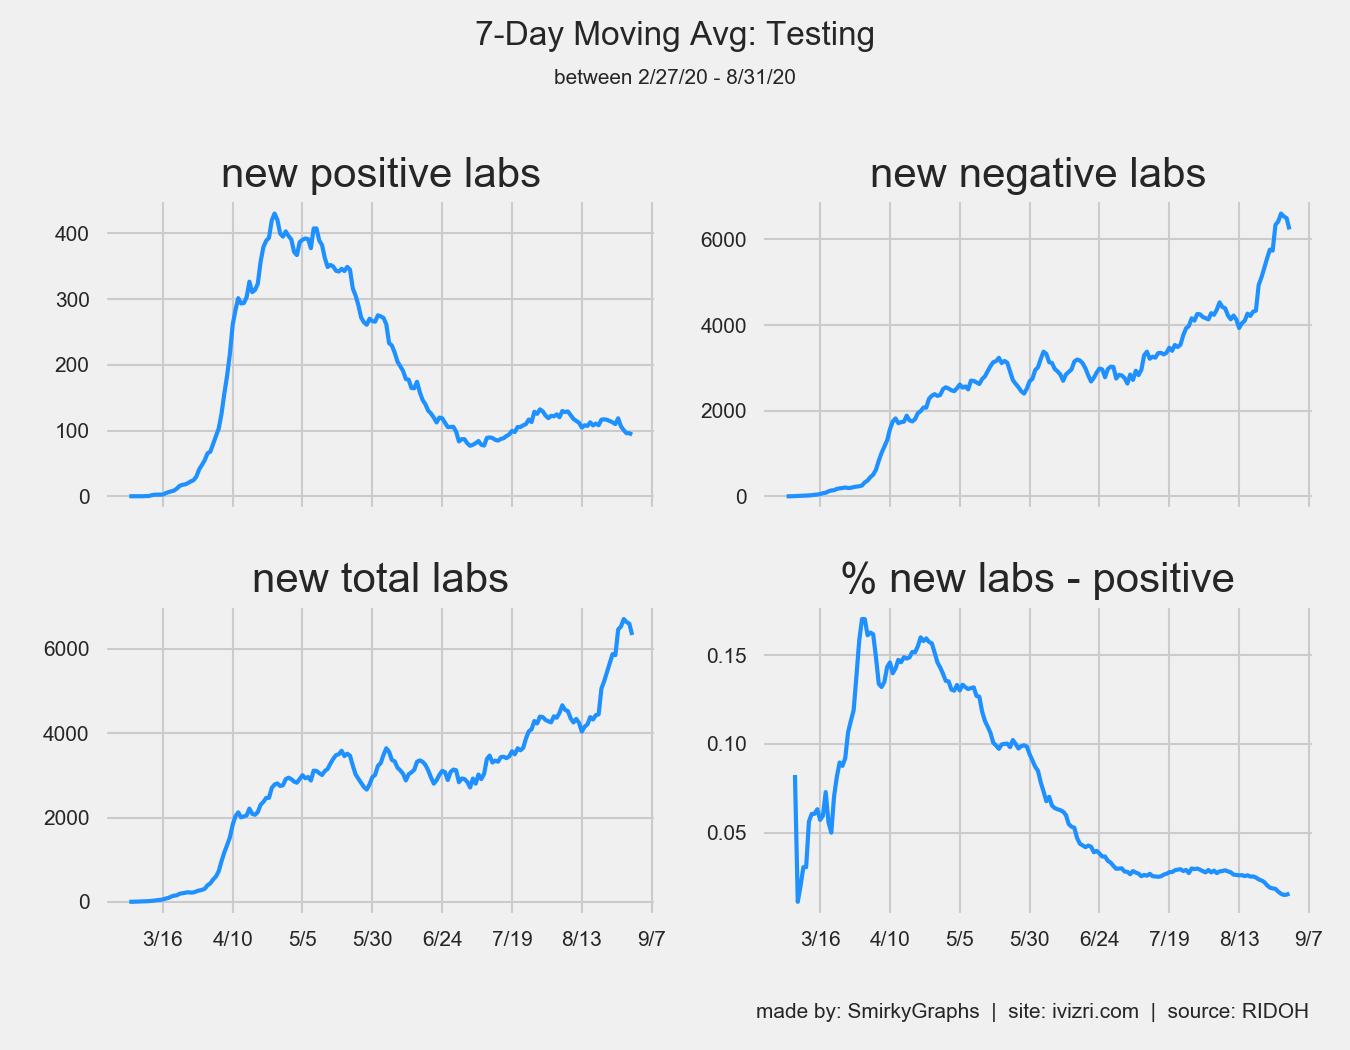 7-Day Moving Avg: Testing
between 2/27/20 - 8/31/20
new positive labs
400
300
200
100
0
new negative labs
6000
4000
2000
0
new total labs
6000
4000
2000
0
3/16 4/10 5/5 5/30 6/24 7/19 8/13 9/7
% new labs - positive
0.15
0.10
0.05
3/16 4/10 5/5 5/30 6/24 7/19 8/13 9/7
made by: SmirkyGraphs | site: ivizri.com | source: RIDOH